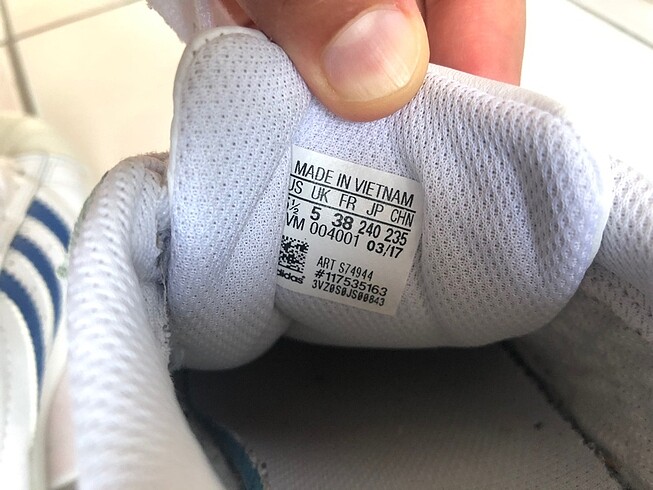 MADE IN VIETNAM
US UK FR JP CHN
½ 5 38 240 235
VM 004001 03/17
ART S74944
#117535163
3VZ0S0JS00843
adidas